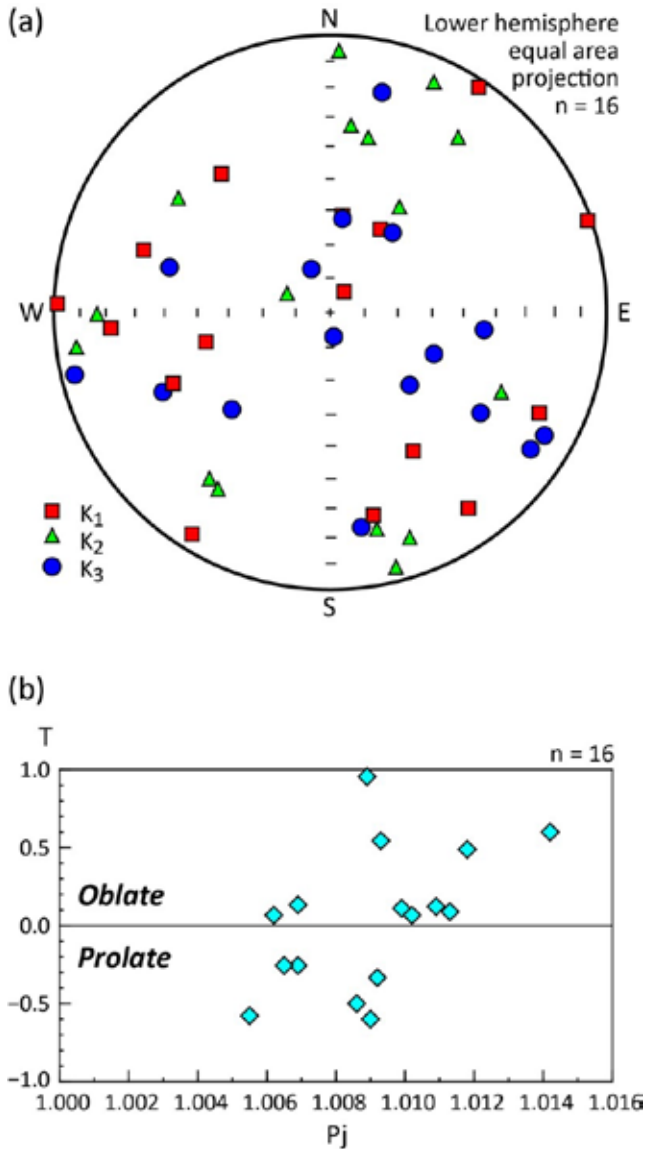 (a)
N
Lower hemisphere
equal area
projection
n = 16
W
E
S
K1
K2
K3
(b)
T
n = 16
1.0
0.5
Oblate
0.0
Prolate
−0.5
−1.0
1.000 1.002 1.004 1.006 1.008 1.010 1.012 1.014 1.016
Pj